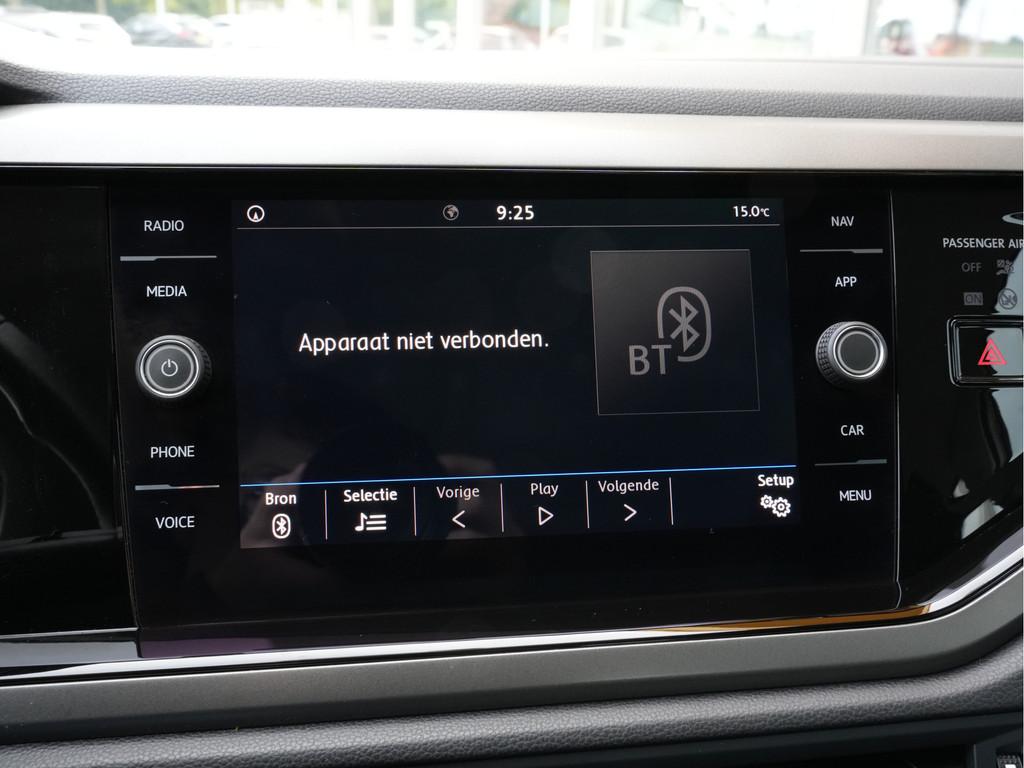 RADIO
MEDIA
PHONE
VOICE
9:25
15.0°C
Apparaat niet verbonden.
BT
Bron
Selectie
Vorige
Play
Volgende
Setup
NAV
APP
CAR
MENU
PASSENGER AIR
OFF
ON